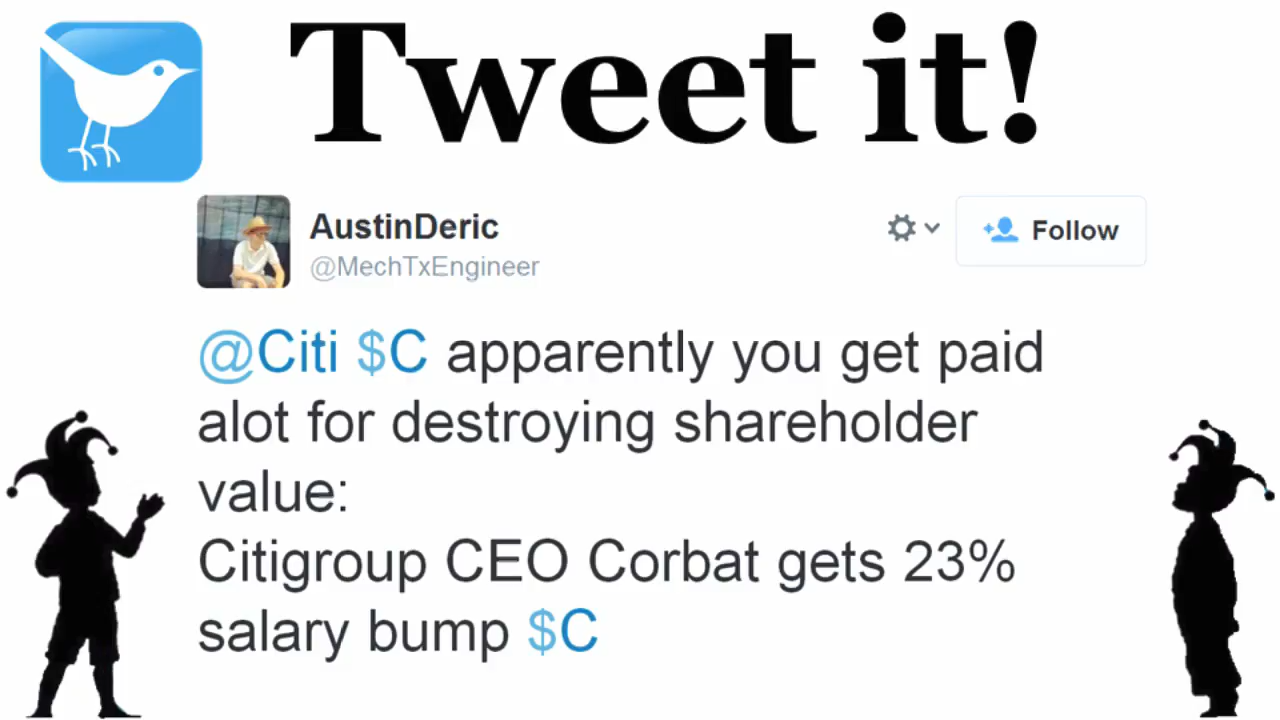 Tweet it!
AustinDeric
@MechTxEngineer
Follow
@Citi $C apparently you get paid
alot for destroying shareholder
value:
Citigroup CEO Corbat gets 23%
salary bump $C